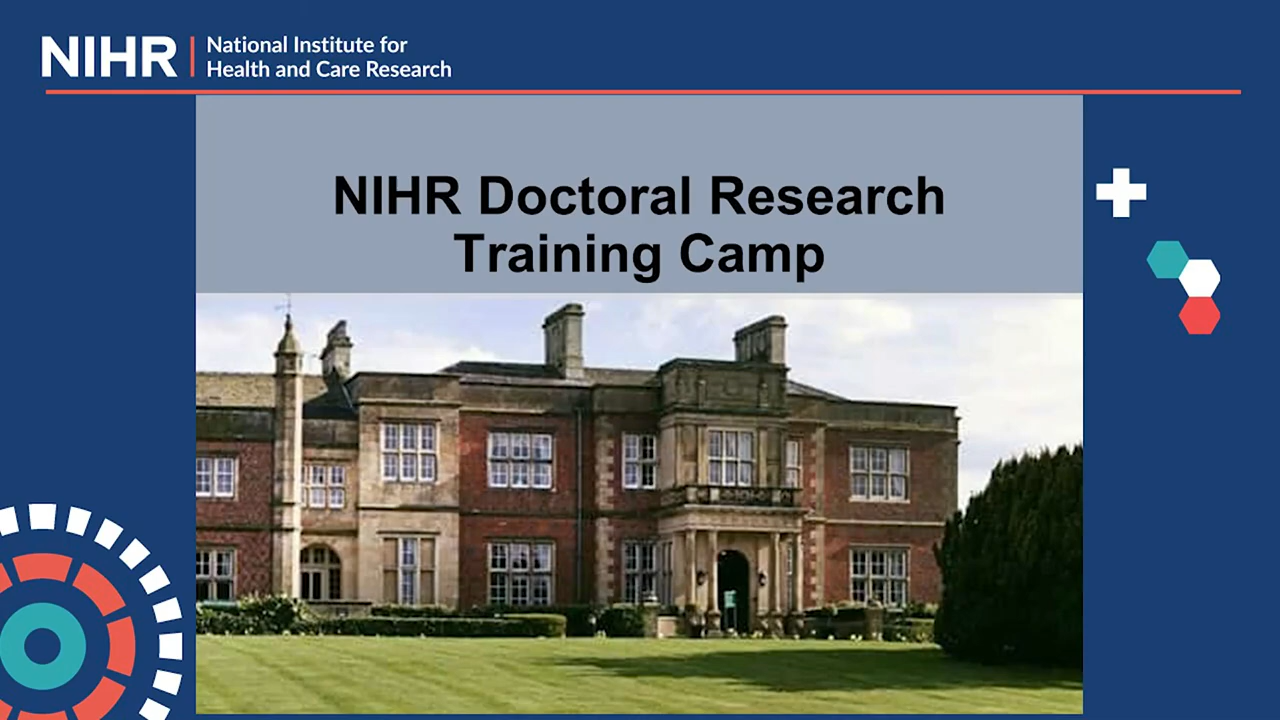 NIHR | National Institute for
Health and Care Research
NIHR Doctoral Research
Training Camp